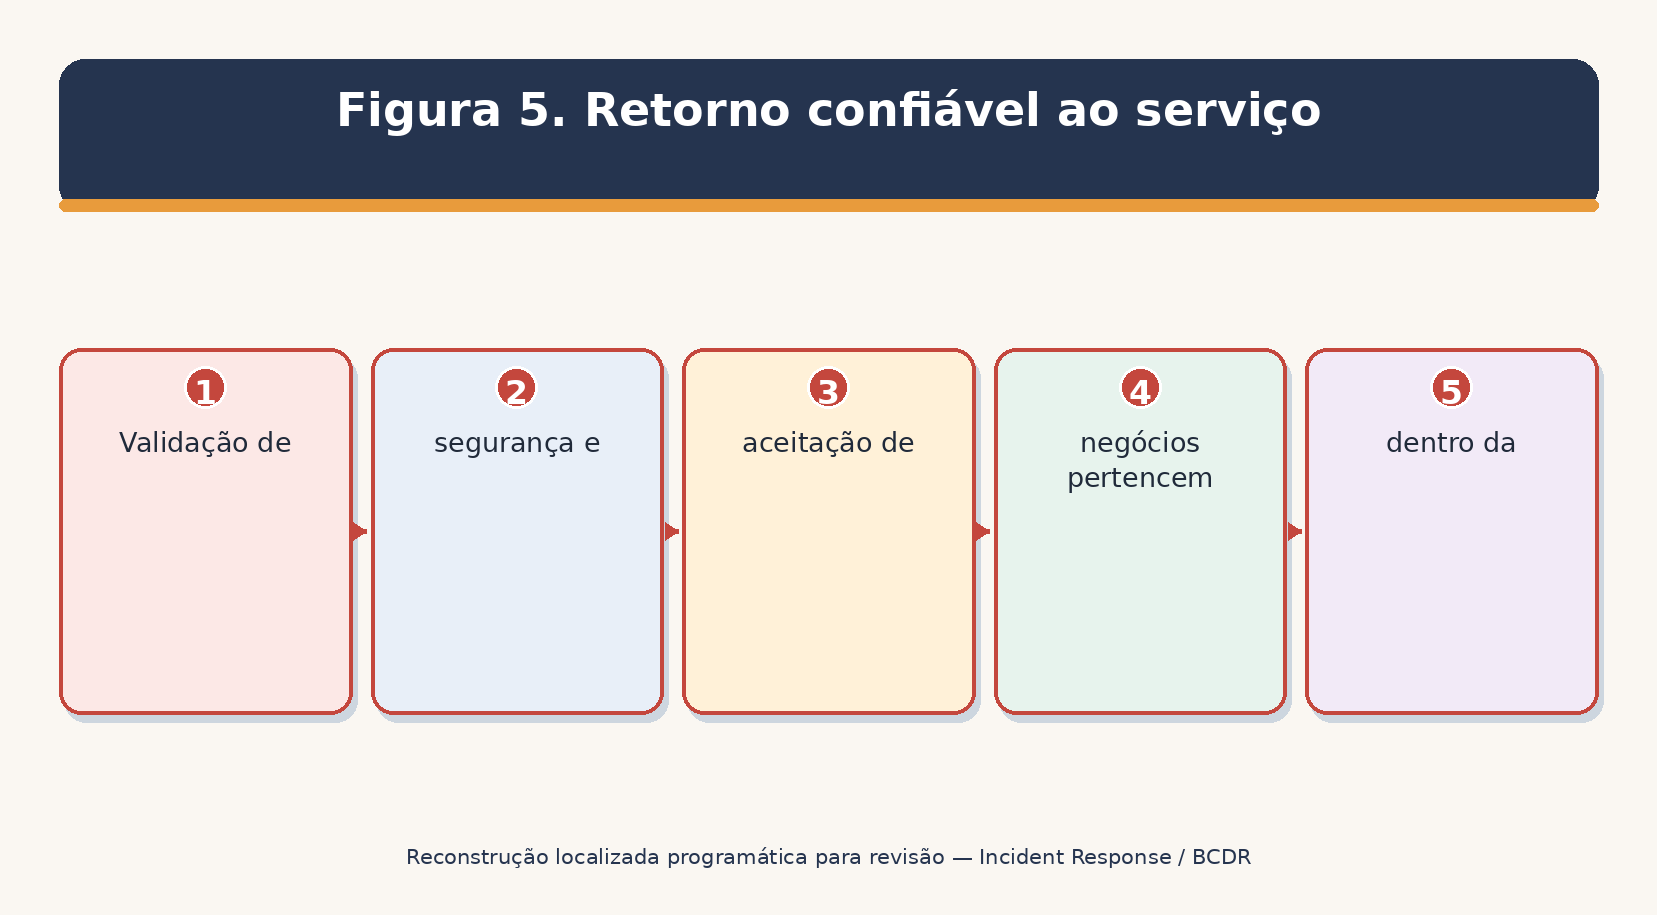 Figura 5. Retorno confiável ao serviço
1
Validação de
2
segurança e
3
aceitação de
4
negócios
pertencem
5
dentro da
Reconstrução localizada programática para revisão — Incident Response / BCDR